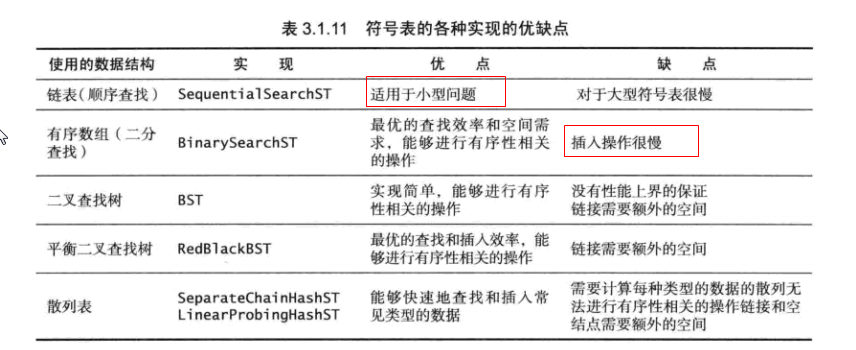 表 3.1.11 符号表的各种实现的优缺点
使用的数据结构 实 现 优 点 缺 点
链表（顺序查找） SequentialSearchST 适用于小型问题 对于大型符号表很慢
有序数组（二分
查找）
BinarySearchST
最优的查找效率和空间需
求，能够进行有序性相关
的操作
插入操作很慢
二叉查找树
BST
实现简单，能够进行有序
性相关的操作
没有性能上界的保证
链接需要额外的空间
平衡二叉查找树
RedBlackBST
最优的查找和插入效率，能
够进行有序性相关的操作
链接需要额外的空间
散列表
SeparateChainHashST
LinearProbingHashST
能够快速地查找和插入常
见类型的数据
需要计算每种类型的数据的散列无
法进行有序性相关的操作链接和空
结点需要额外的空间